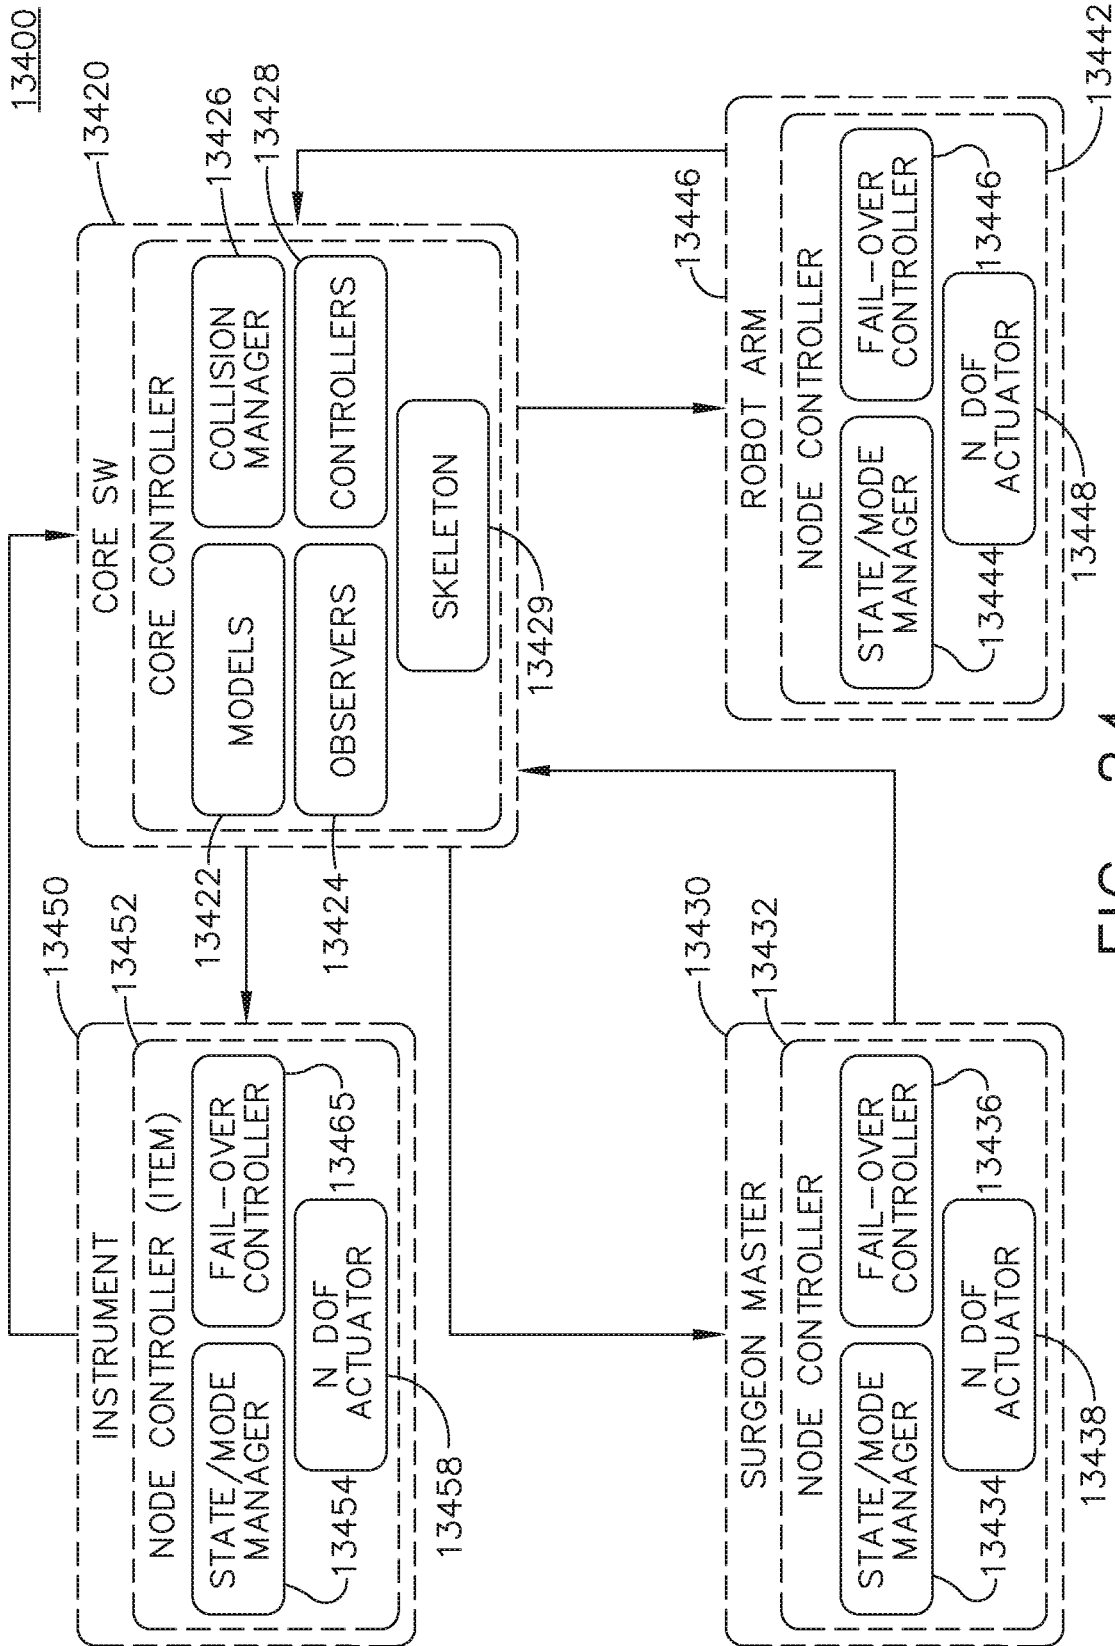 13400
INSTRUMENT
13450
NODE CONTROLLER (ITEM)
13452
STATE/MODE
MANAGER
FAIL-OVER
CONTROLLER
13454
13465
N DOF
ACTUATOR
13458
CORE SW
13420
CORE CONTROLLER
MODELS
13422
COLLISION
MANAGER
13426
OBSERVERS
13424
CONTROLLERS
13428
SKELETON
13429
SURGEON MASTER
13430
NODE CONTROLLER
13432
STATE/MODE
MANAGER
FAIL-OVER
CONTROLLER
13434
13436
N DOF
ACTUATOR
13438
13446
ROBOT ARM
NODE CONTROLLER
STATE/MODE
MANAGER
FAIL-OVER
CONTROLLER
13444
13446
N DOF
ACTUATOR
13448
13442
FIG.